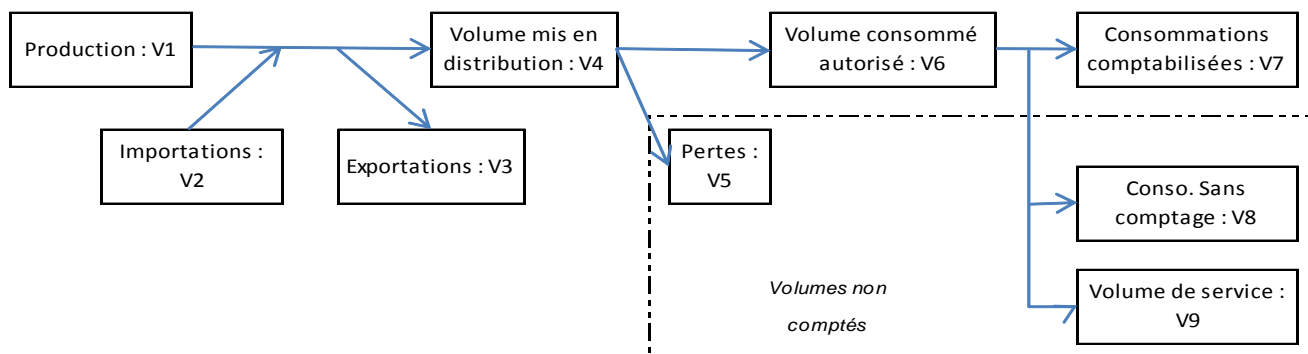 Production : V1
Volume mis en
distribution : V4
Volume consommé
autorisé : V6
Consommations
comptabilisées : V7
Importations :
V2
Exportations : V3
Pertes :
V5
Conso. Sans
comptage : V8
Volumes non
comptés
Volume de service :
V9